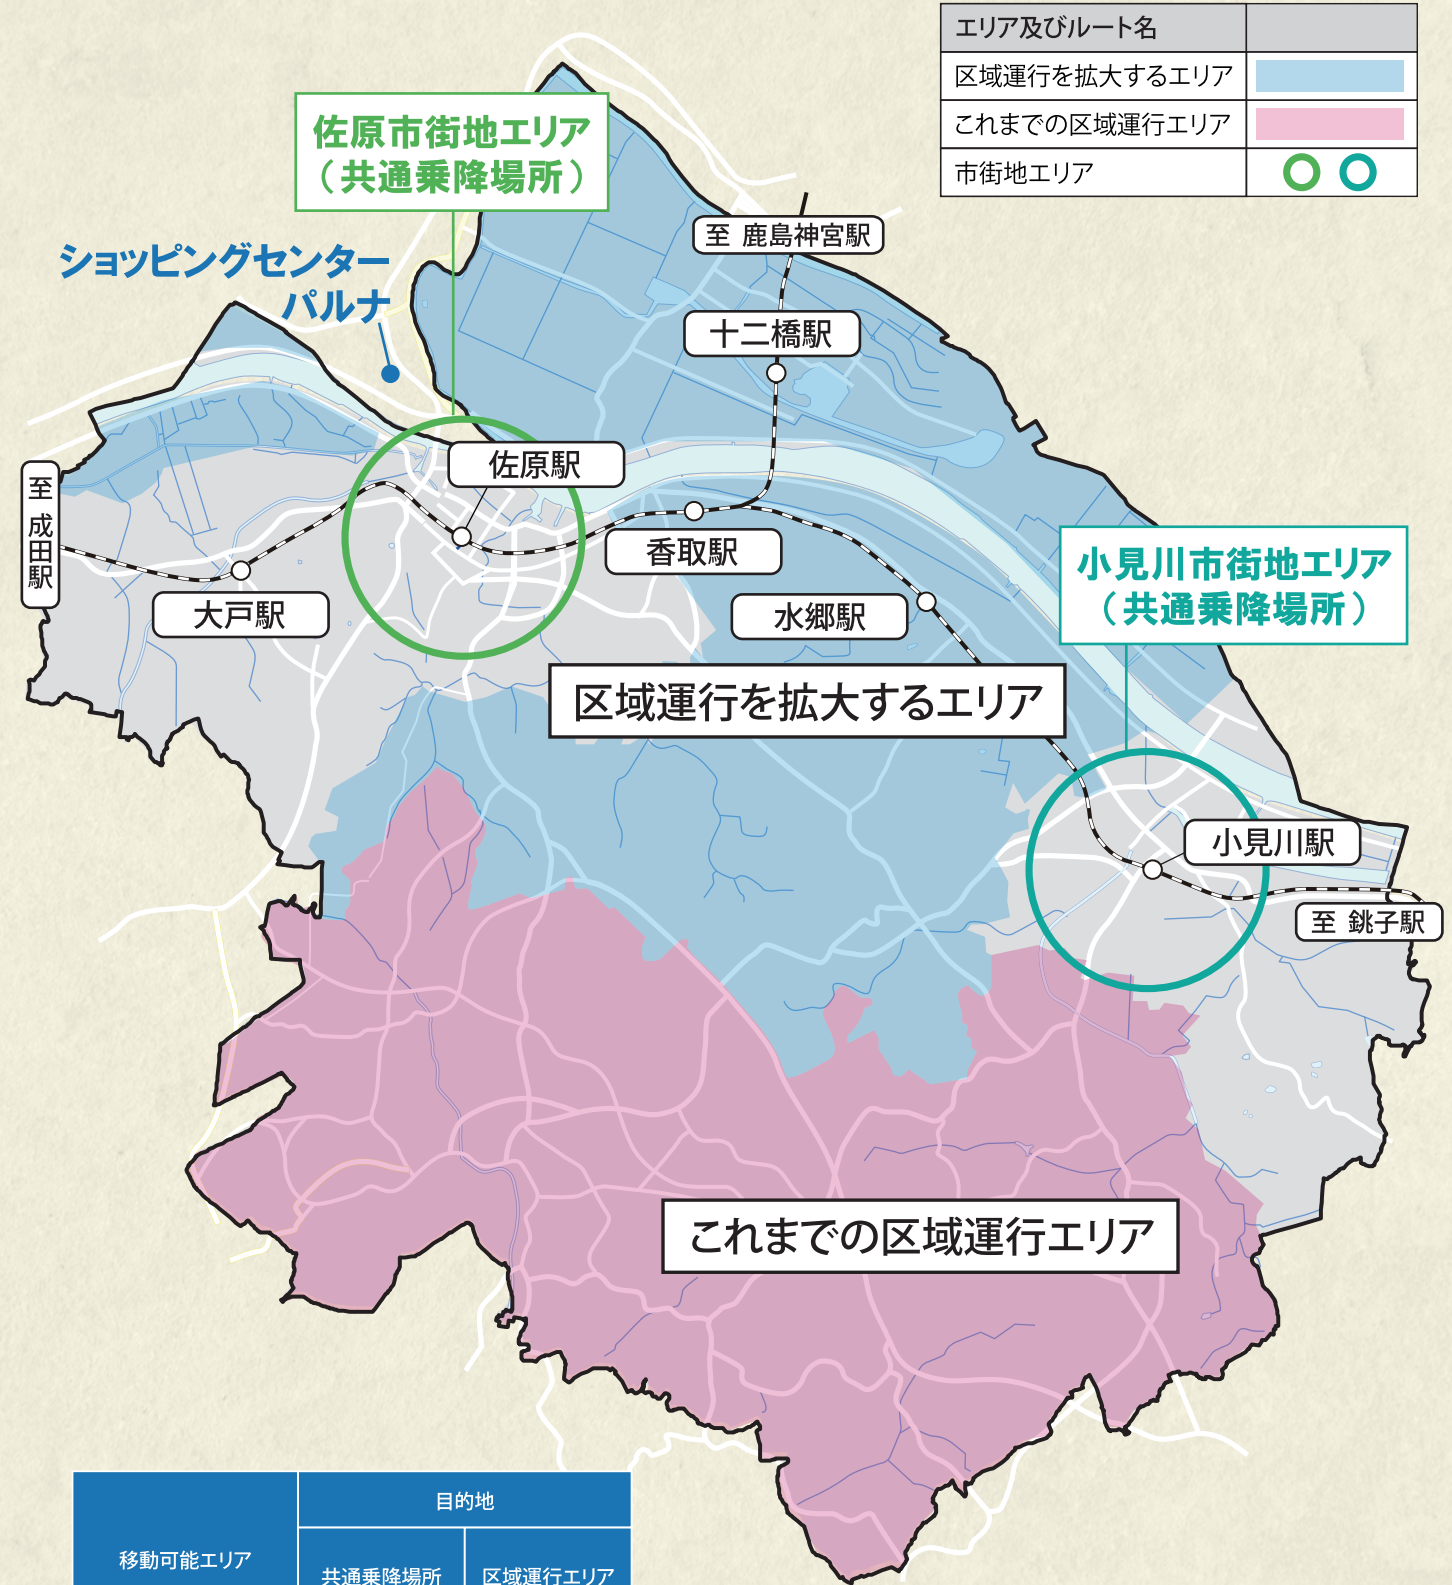 エリア及びルート名
区域運行を拡大するエリア
これまでの区域運行エリア
市街地エリア
佐原市街地エリア
（共通乗降場所）
ショッピングセンター
パルナ
至 鹿島神宮駅
十二橋駅
佐原駅
至 成田駅
香取駅
大戸駅
水郷駅
小見川市街地エリア
（共通乗降場所）
区域運行を拡大するエリア
小見川駅
至 銚子駅
これまでの区域運行エリア
目的地
移動可能エリア
共通乗降場所
区域運行エリア